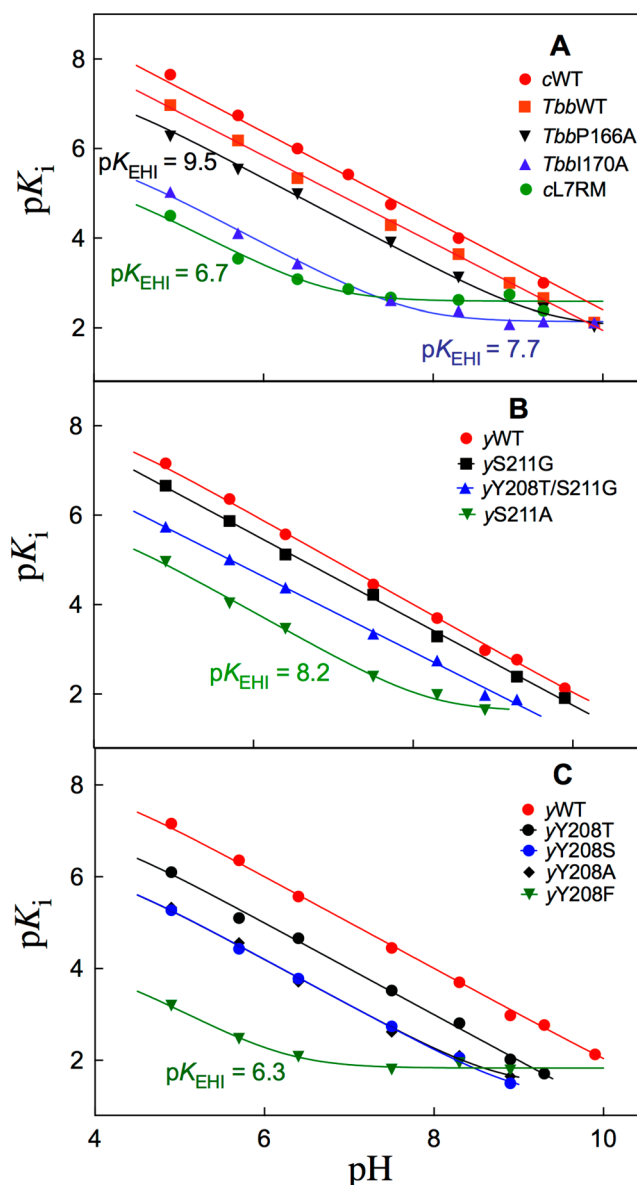 A
cWT
TbbWT
TbbP166A
TbbI170A
cL7RM
pKEHI = 9.5
pKEHI = 6.7
pKEHI = 7.7
pKi
8
6
4
2
B
yWT
yS211G
yY208T/S211G
yS211A
pKEHI = 8.2
pKi
8
6
4
2
C
yWT
yY208T
yY208S
yY208A
yY208F
pKEHI = 6.3
pKi
8
6
4
2
4 6 8 10
pH